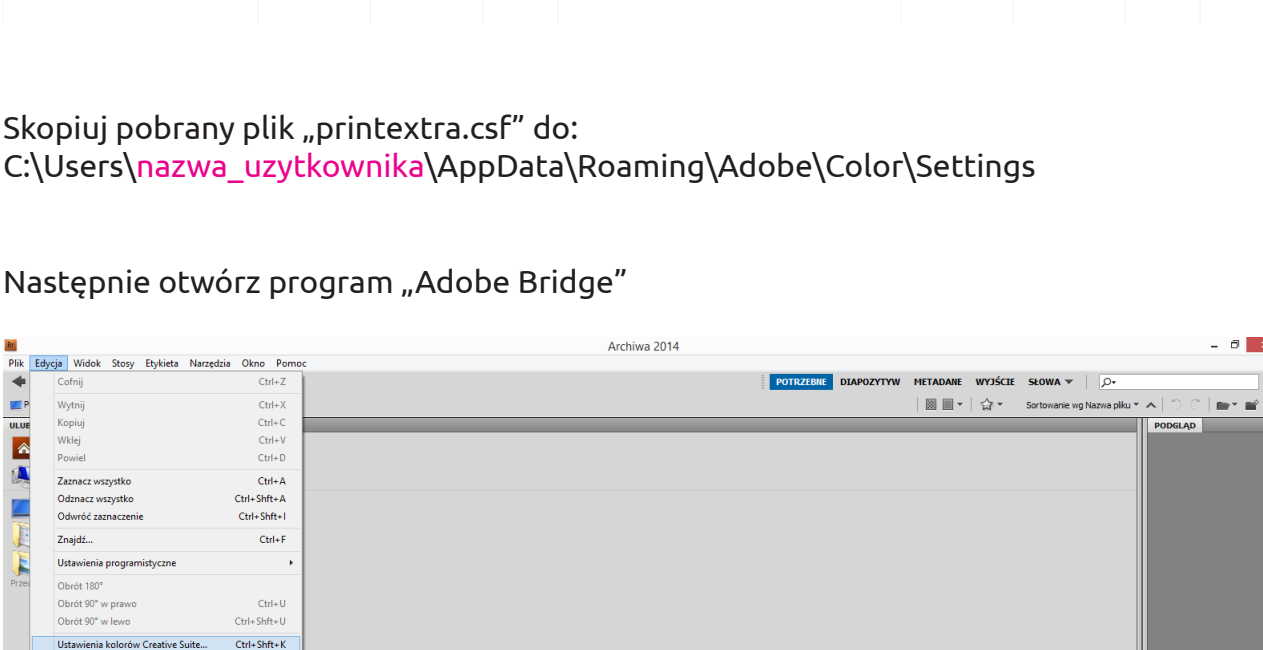 Skopiuj pobrany plik „printextra.csf” do:
C:\Users\nazwa_uzytkownika\AppData\Roaming\Adobe\Color\Settings
Następnie otwórz program „Adobe Bridge”
Br Archiwa 2014
Plik Edycja Widok Stosy Etykieta Narzędzia Okno Pomoc
Cofnij Ctrl+Z
POTRZEBNE DIAPOZYTYW METADANE WYJŚCIE SŁOWA
Wytnij Ctrl+X
Sortowanie wg Nazwa pliku
Kopiuj Ctrl+C
PODGLĄD
Wklej Ctrl+V
Powiel Ctrl+D
Zaznacz wszystko Ctrl+A
Odznacz wszystko Ctrl+Shft+A
Odwróć zaznaczenie Ctrl+Shft+I
Znajdź... Ctrl+F
Ustawienia programistyczne
Obrót 180°
Obrót 90° w prawo Ctrl+U
Obrót 90° w lewo Ctrl+Shft+U
Ustawienia kolorów Creative Suite... Ctrl+Shft+K